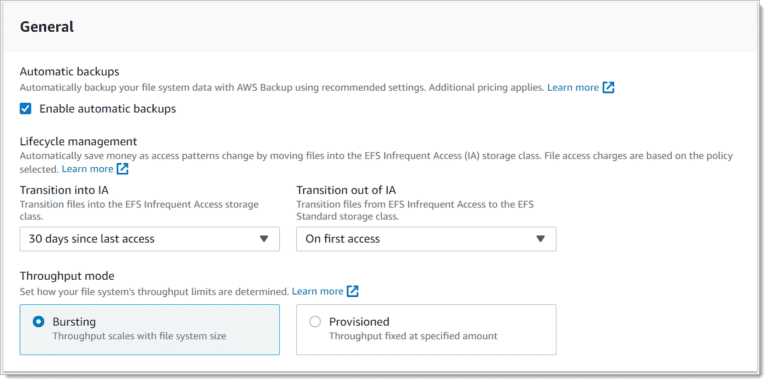 General
Automatic backups
Automatically backup your file system data with AWS Backup using recommended settings. Additional pricing applies. Learn more
Enable automatic backups
Lifecycle management
Automatically save money as access patterns change by moving files into the EFS Infrequent Access (IA) storage class. File access charges are based on the policy
selected. Learn more
Transition into IA
Transition files into the EFS Infrequent Access storage
class.
30 days since last access
Transition out of IA
Transition files from EFS Infrequent Access to the EFS
Standard storage class.
On first access
Throughput mode
Set how your file system's throughput limits are determined. Learn more
Bursting
Throughput scales with file system size
Provisioned
Throughput fixed at specified amount